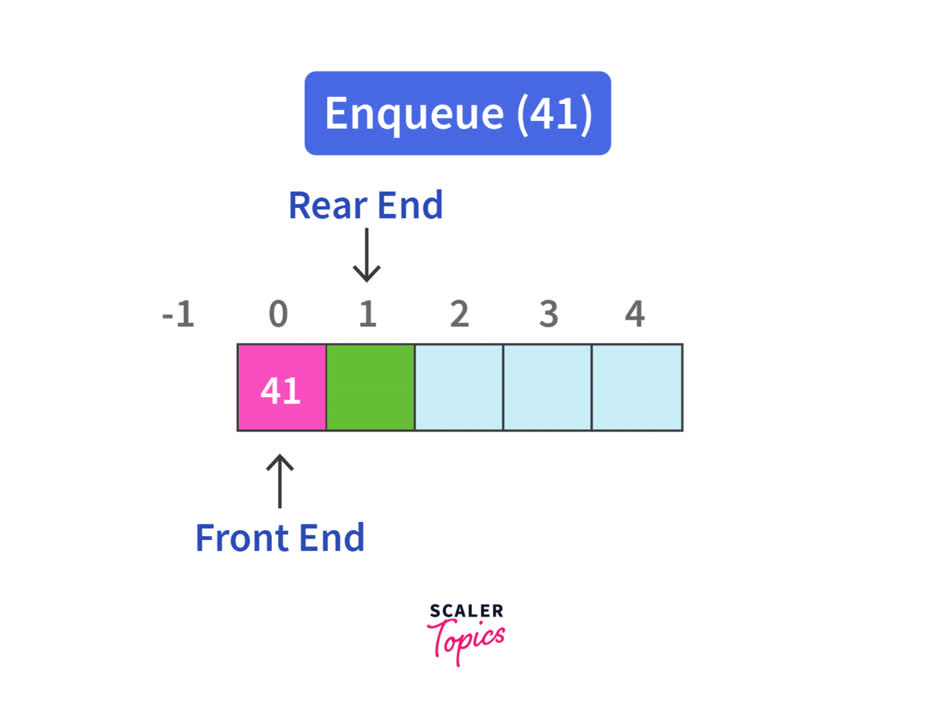 Enqueue (41)
Rear End
-1 0 1 2 3 4
41
Front End
SCALER
Topics